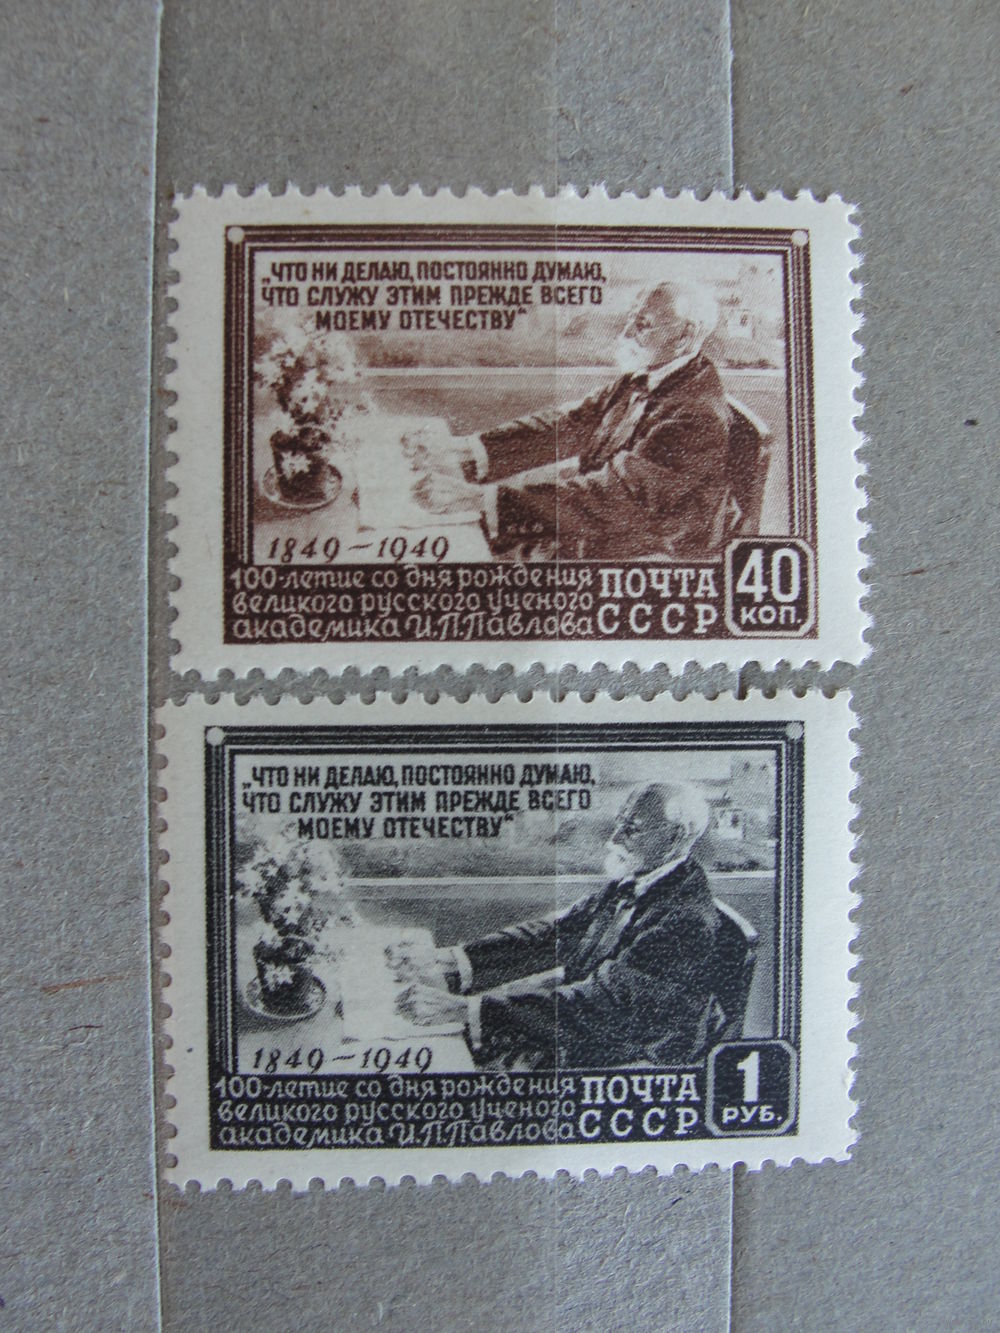 „ЧТО НИ ДЕЛАЮ, ПОСТОЯННО ДУМАЮ,
ЧТО СЛУЖУ ЭТИМ ПРЕЖДЕ ВСЕГО
МОЕМУ ОТЕЧЕСТВУ“
1849–1949
100-летие со дня рождения
великого русского ученого
академика И.П.Павлова
ПОЧТА
СССР
40
КОП.
„ЧТО НИ ДЕЛАЮ, ПОСТОЯННО ДУМАЮ,
ЧТО СЛУЖУ ЭТИМ ПРЕЖДЕ ВСЕГО
МОЕМУ ОТЕЧЕСТВУ“
1849–1949
100-летие со дня рождения
великого русского ученого
академика И.П.Павлова
ПОЧТА
СССР
1
РУБ.